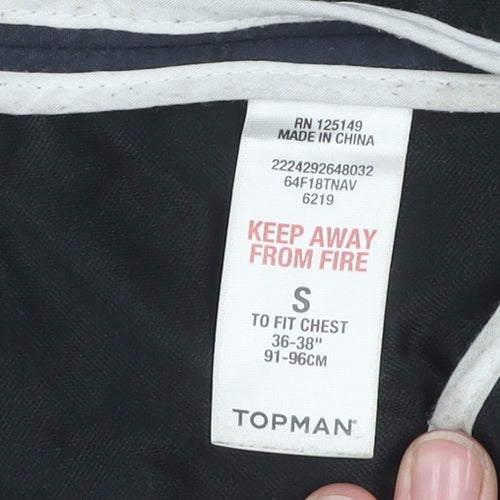 RN 125149
MADE IN CHINA
2224292648032
64F18TNAV
6219
KEEP AWAY
FROM FIRE
S
TO FIT CHEST
36-38"
91-96CM
TOPMAN